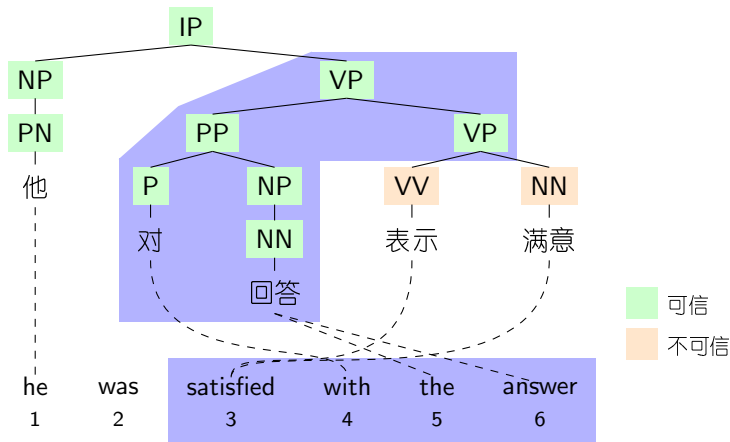 IP
NP VP
PN PP VP
他 P NP VV NN
对 NN 表示 满意
回答
可信
不可信
he was satisfied with the answer
1 2 3 4 5 6